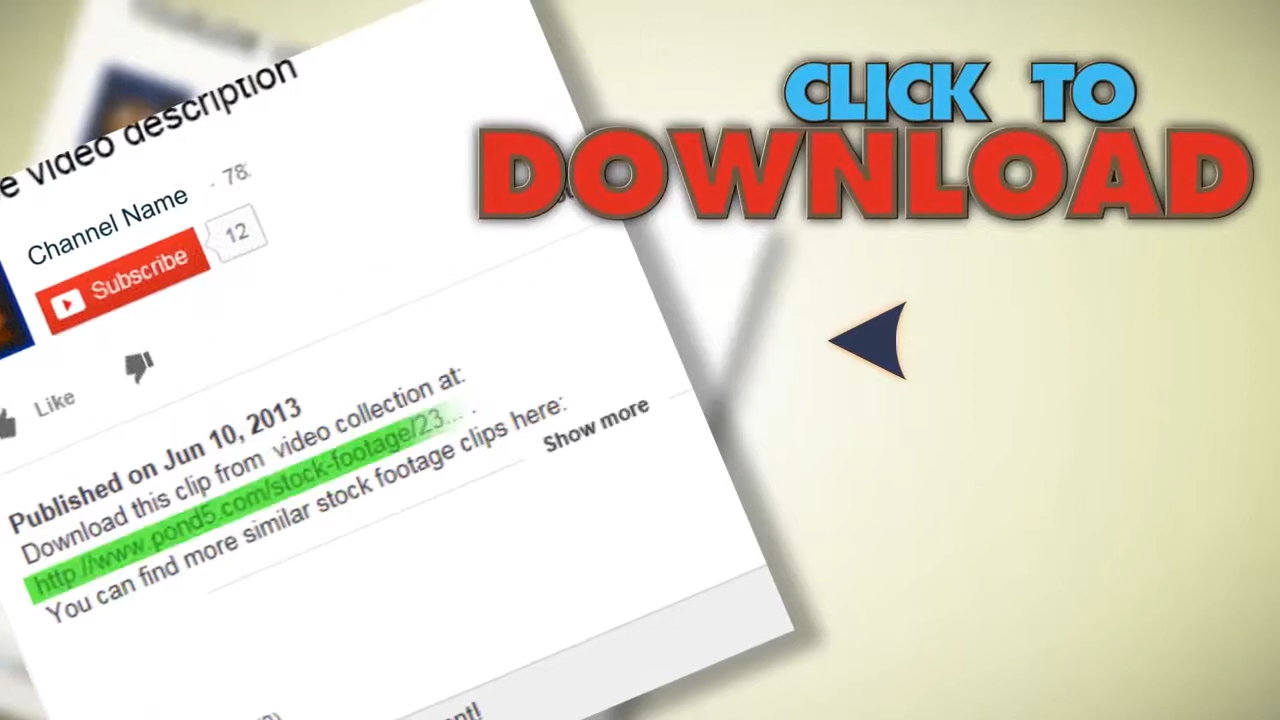 CLICK TO
DOWNLOAD
e video description
Channel Name
78
Subscribe
12
Like
Published on Jun 10, 2013
Download this clip from video collection at:
http://www.pond5.com/stock-footage/23...
You can find more similar stock footage clips here:
Show more